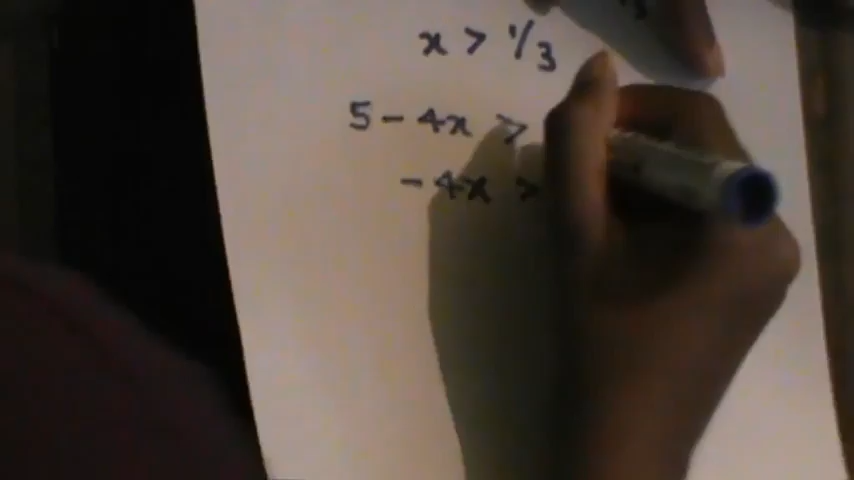 x > 1/3
5 - 4x >
- 4x >